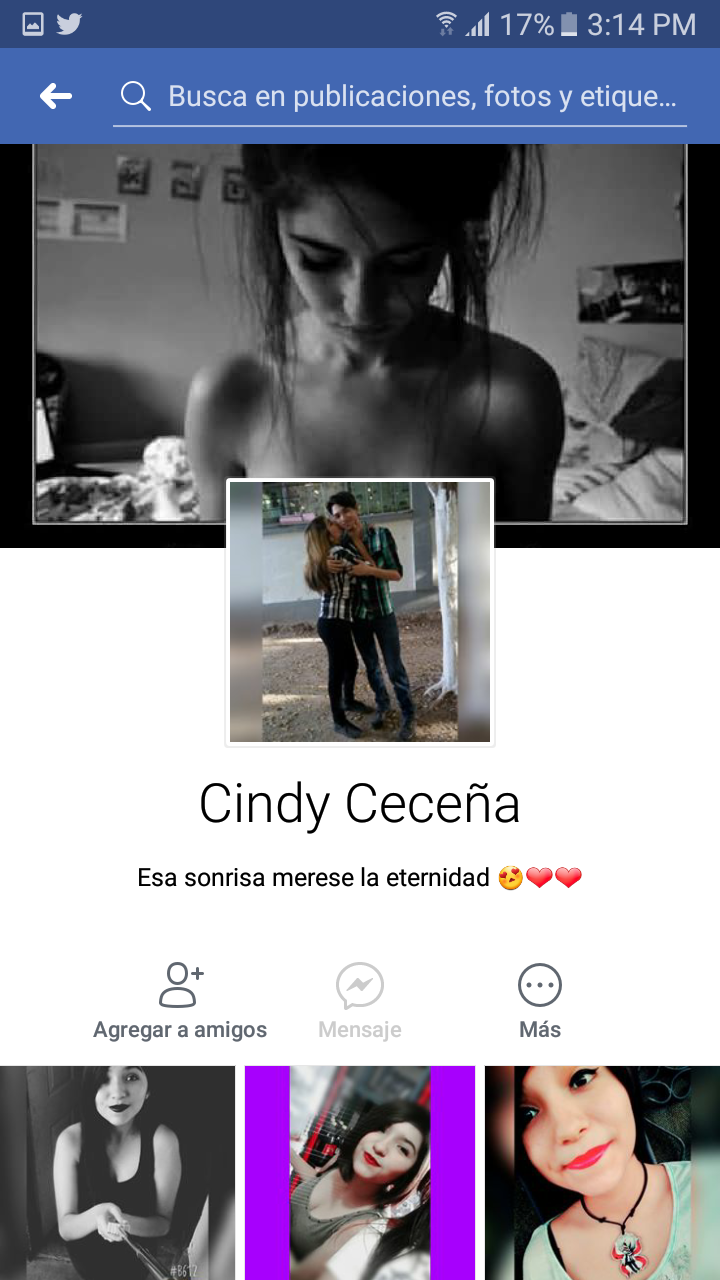 17% 3:14 PM
Busca en publicaciones, fotos y etique...
Cindy Ceceña
Esa sonrisa merese la eternidad 😍❤❤
Agregar a amigos
Mensaje
Más
#B612